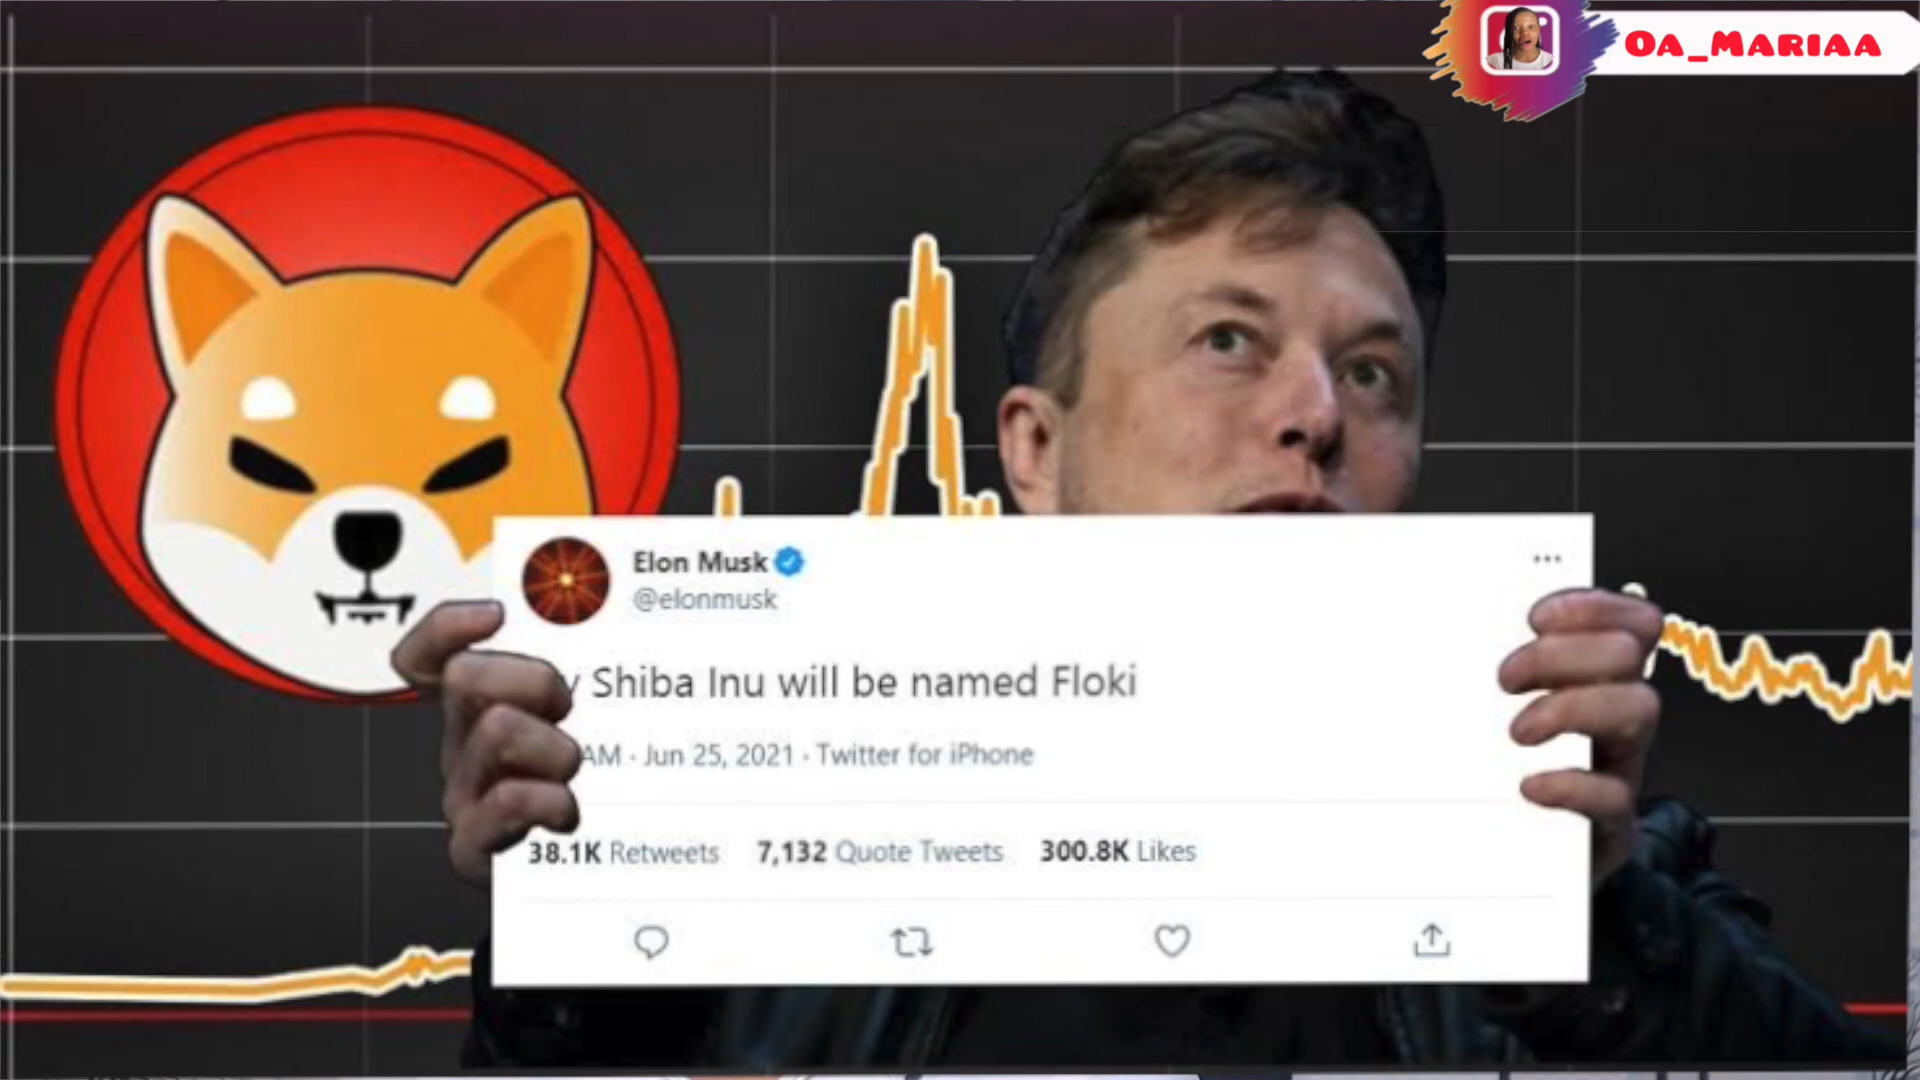 Oa_Mariaa
Elon Musk
@elonmusk
Shiba Inu will be named Floki
AM · Jun 25, 2021 · Twitter for iPhone
38.1K Retweets 7,132 Quote Tweets 300.8K Likes